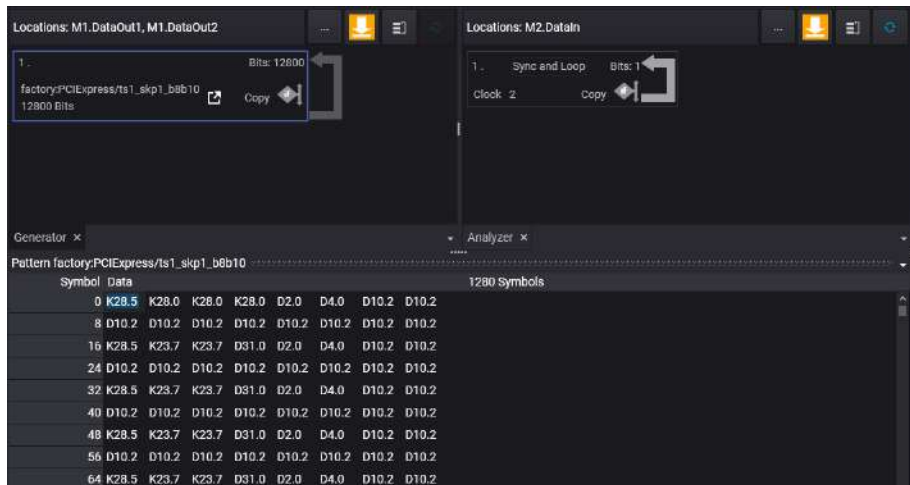 Locations: M1.DataOut1, M1.DataOut2
...
1 .
Bits: 12800
factory:PCIExpress/ts1_skp1_b8b10
12800 Bits
Copy
Locations: M2.DataIn
...
1 . Sync and Loop Bits: 1
Clock 2 Copy
Generator ×
Analyzer ×
Pattern factory:PCIExpress/ts1_skp1_b8b10
Symbol Data
1280 Symbols
0 K28.5 K28.0 K28.0 K28.0 D2.0 D4.0 D10.2 D10.2
8 D10.2 D10.2 D10.2 D10.2 D10.2 D10.2 D10.2 D10.2
16 K28.5 K23.7 K23.7 D31.0 D2.0 D4.0 D10.2 D10.2
24 D10.2 D10.2 D10.2 D10.2 D10.2 D10.2 D10.2 D10.2
32 K28.5 K23.7 K23.7 D31.0 D2.0 D4.0 D10.2 D10.2
40 D10.2 D10.2 D10.2 D10.2 D10.2 D10.2 D10.2 D10.2
48 K28.5 K23.7 K23.7 D31.0 D2.0 D4.0 D10.2 D10.2
56 D10.2 D10.2 D10.2 D10.2 D10.2 D10.2 D10.2 D10.2
64 K28.5 K23.7 K23.7 D31.0 D2.0 D4.0 D10.2 D10.2